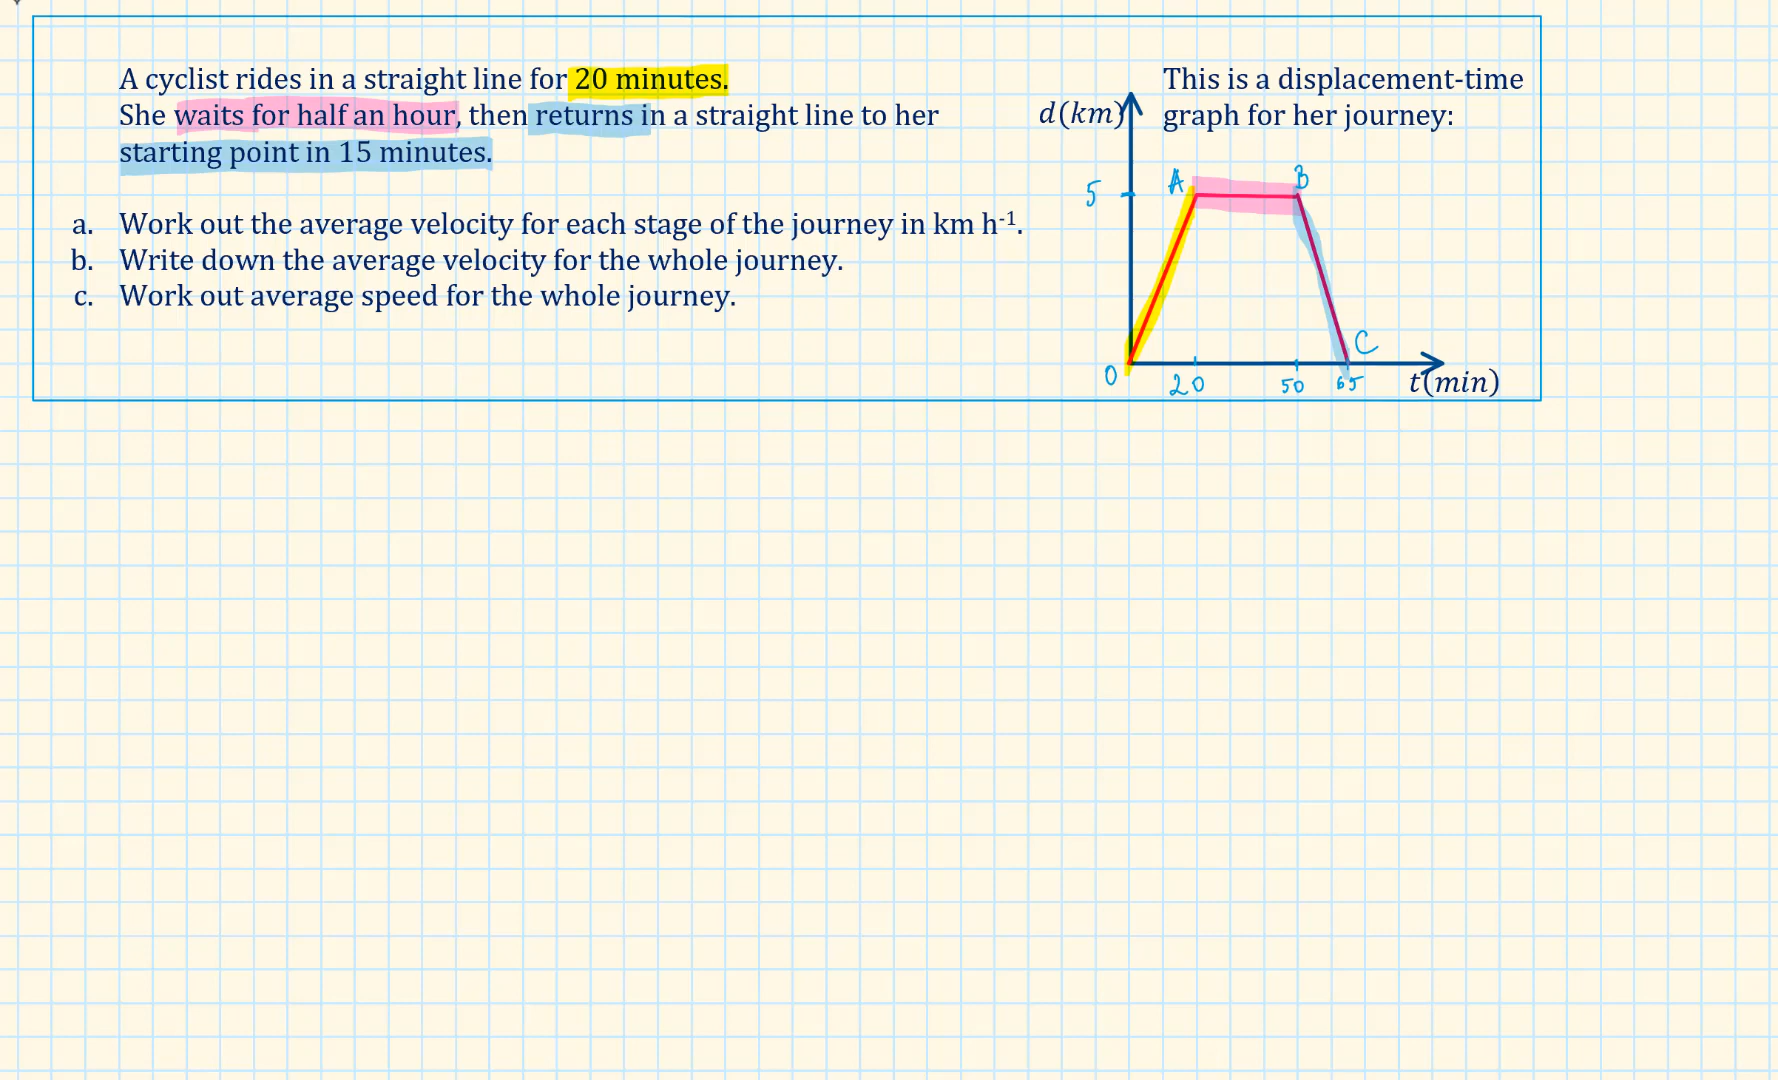 A cyclist rides in a straight line for 20 minutes.
She waits for half an hour, then returns in a straight line to her
starting point in 15 minutes.
a. Work out the average velocity for each stage of the journey in km h⁻¹.
b. Write down the average velocity for the whole journey.
c. Work out average speed for the whole journey.
This is a displacement-time
graph for her journey:
d(km)
A
B
5
C
O
20
50
65
t(min)